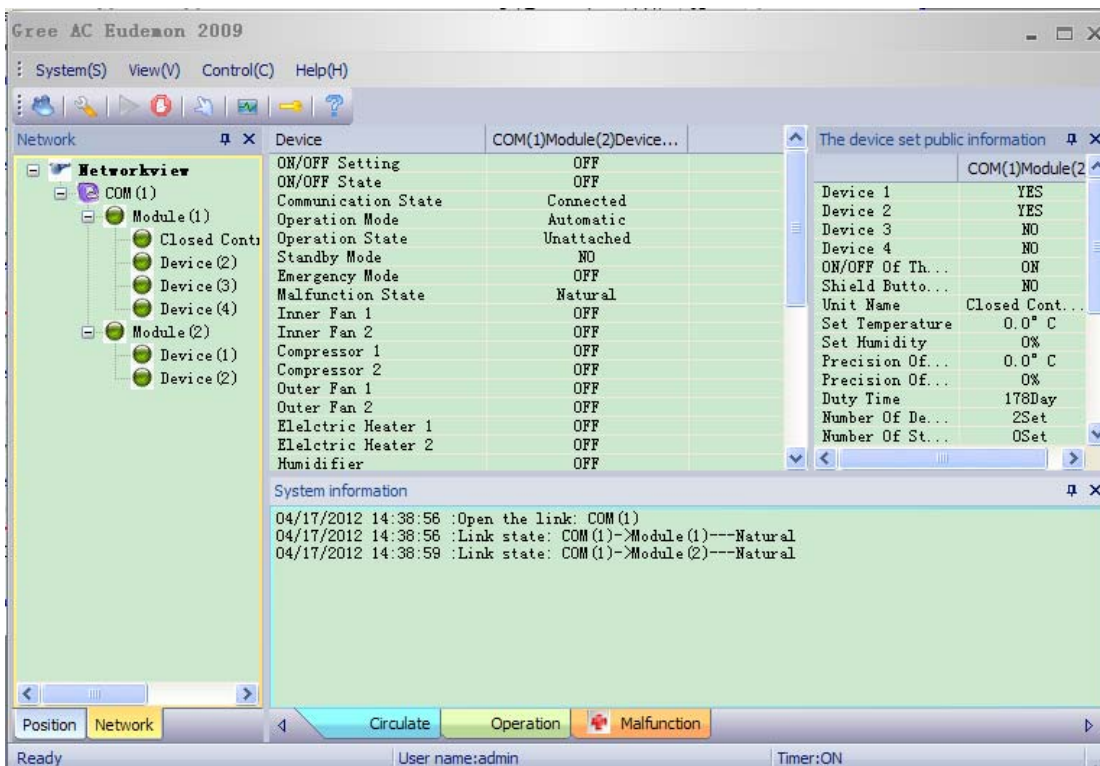 Gree AC Eudemon 2009
System(S) View(V) Control(C) Help(H)
Network
Networkview
COM(1)
Module(1)
Closed Cont
Device(2)
Device(3)
Device(4)
Module(2)
Device(1)
Device(2)
Position Network
Device COM(1)Module(2)Device...
ON/OFF Setting OFF
ON/OFF State OFF
Communication State Connected
Operation Mode Automatic
Operation State Unattached
Standby Mode NO
Emergency Mode OFF
Malfunction State Natural
Inner Fan 1 OFF
Inner Fan 2 OFF
Compressor 1 OFF
Compressor 2 OFF
Outer Fan 1 OFF
Outer Fan 2 OFF
Elelctric Heater 1 OFF
Elelctric Heater 2 OFF
Humidifier OFF
The device set public information
COM(1)Module(2
Device 1 YES
Device 2 YES
Device 3 NO
Device 4 NO
ON/OFF Of Th... ON
Shield Butto... NO
Unit Name Closed Cont...
Set Temperature 0.0° C
Set Humidity 0%
Precision Of... 0.0° C
Precision Of... 0%
Duty Time 178Day
Number Of De... 2Set
Number Of St... 0Set
System information
04/17/2012 14:38:56 :Open the link: COM(1)
04/17/2012 14:38:56 :Link state: COM(1)->Module(1)---Natural
04/17/2012 14:38:59 :Link state: COM(1)->Module(2)---Natural
Circulate Operation Malfunction
Ready User name:admin Timer:ON